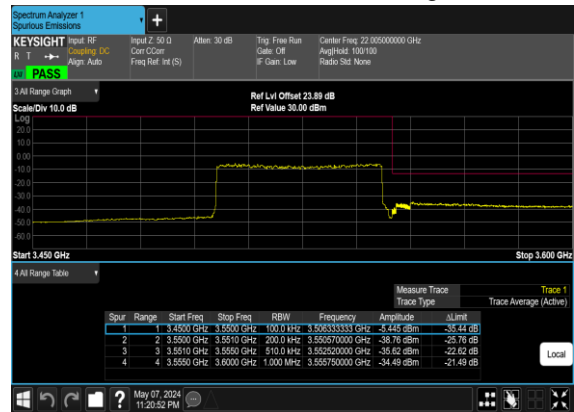 Spectrum Analyzer 1
Spurious Emissions
+
KEYSIGHT Input: RF Input Z: 50 Ω Atten: 30 dB Trig: Free Run Center Freq: 22.005000000 GHz
R T Coupling: DC Corr CCorr Gate: Off Avg|Hold: 100/100
Align: Auto Freq Ref: Int (S) IF Gain: Low Radio Std: None
LM PASS
3 All Range Graph Ref Lvl Offset 23.89 dB
Scale/Div 10.0 dB Ref Value 30.00 dBm
Log
20.0
10.0
0.00
-10.0
-20.0
-30.0
-40.0
-50.0
-60.0
Start 3.450 GHz Stop 3.600 GHz
4 All Range Table
Measure Trace Trace 1
Trace Type Trace Average (Active)
Spur Range Start Freq Stop Freq RBW Frequency Amplitude ΔLimit
1 1 3.4500 GHz 3.5500 GHz 100.0 kHz 3.506333333 GHz -5.445 dBm -35.44 dB
2 2 3.5500 GHz 3.5510 GHz 200.0 kHz 3.550570000 GHz -38.76 dBm -25.76 dB
3 3 3.5510 GHz 3.5550 GHz 510.0 kHz 3.552520000 GHz -35.62 dBm -22.62 dB
4 4 3.5550 GHz 3.6000 GHz 1.000 MHz 3.555750000 GHz -34.49 dBm -21.49 dB
Local
? May 07, 2024
11:20:52 PM